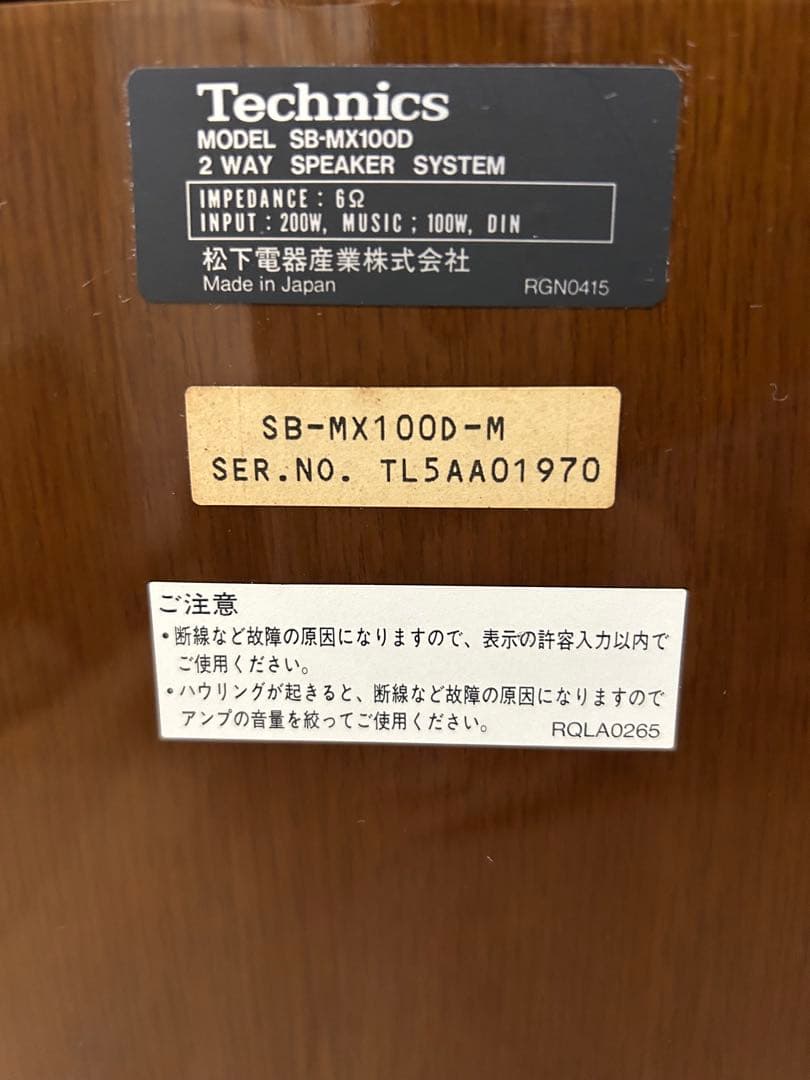 Technics
MODEL SB-MX100D
2 WAY SPEAKER SYSTEM
IMPEDANCE : 6Ω
INPUT : 200W, MUSIC ; 100W, DIN
松下電器産業株式会社
Made in Japan RGN0415
SB-MX100D-M
SER.NO. TL5AA01970
ご注意
•断線など故障の原因になりますので、表示の許容入力以内で
ご使用ください。
•ハウリングが起きると、断線など故障の原因になりますので
アンプの音量を絞ってご使用ください。 RQLA0265